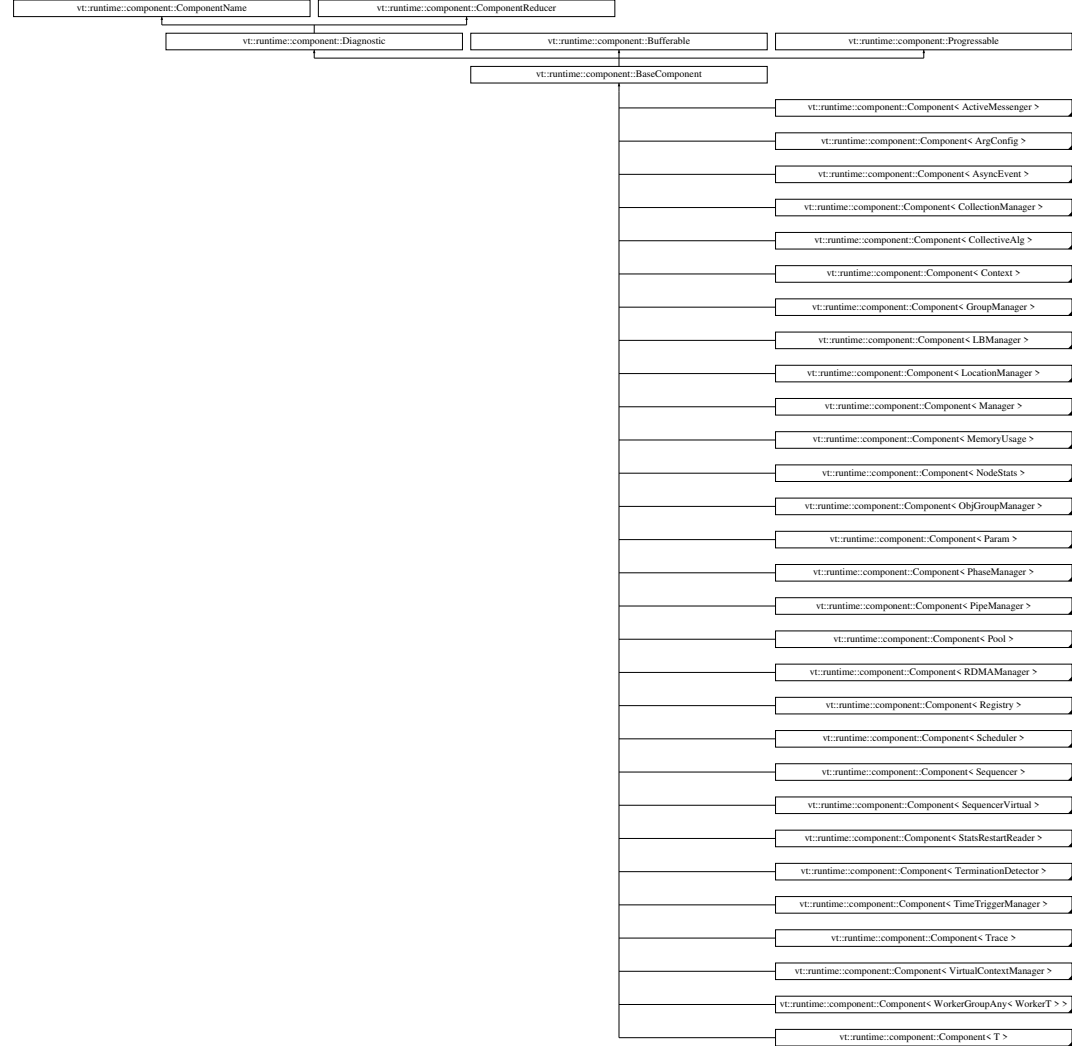 vt::runtime::component::ComponentName
vt::runtime::component::ComponentReducer
vt::runtime::component::Diagnostic
vt::runtime::component::Bufferable
vt::runtime::component::Progressable
vt::runtime::component::BaseComponent
vt::runtime::component::Component< ActiveMessenger >
vt::runtime::component::Component< ArgConfig >
vt::runtime::component::Component< AsyncEvent >
vt::runtime::component::Component< CollectionManager >
vt::runtime::component::Component< CollectiveAlg >
vt::runtime::component::Component< Context >
vt::runtime::component::Component< GroupManager >
vt::runtime::component::Component< LBManager >
vt::runtime::component::Component< LocationManager >
vt::runtime::component::Component< Manager >
vt::runtime::component::Component< MemoryUsage >
vt::runtime::component::Component< NodeStats >
vt::runtime::component::Component< ObjGroupManager >
vt::runtime::component::Component< Param >
vt::runtime::component::Component< PhaseManager >
vt::runtime::component::Component< PipeManager >
vt::runtime::component::Component< Pool >
vt::runtime::component::Component< RDMAManager >
vt::runtime::component::Component< Registry >
vt::runtime::component::Component< Scheduler >
vt::runtime::component::Component< Sequencer >
vt::runtime::component::Component< SequencerVirtual >
vt::runtime::component::Component< StatsRestartReader >
vt::runtime::component::Component< TerminationDetector >
vt::runtime::component::Component< TimeTriggerManager >
vt::runtime::component::Component< Trace >
vt::runtime::component::Component< VirtualContextManager >
vt::runtime::component::Component< WorkerGroupAny< WorkerT > >
vt::runtime::component::Component< T >